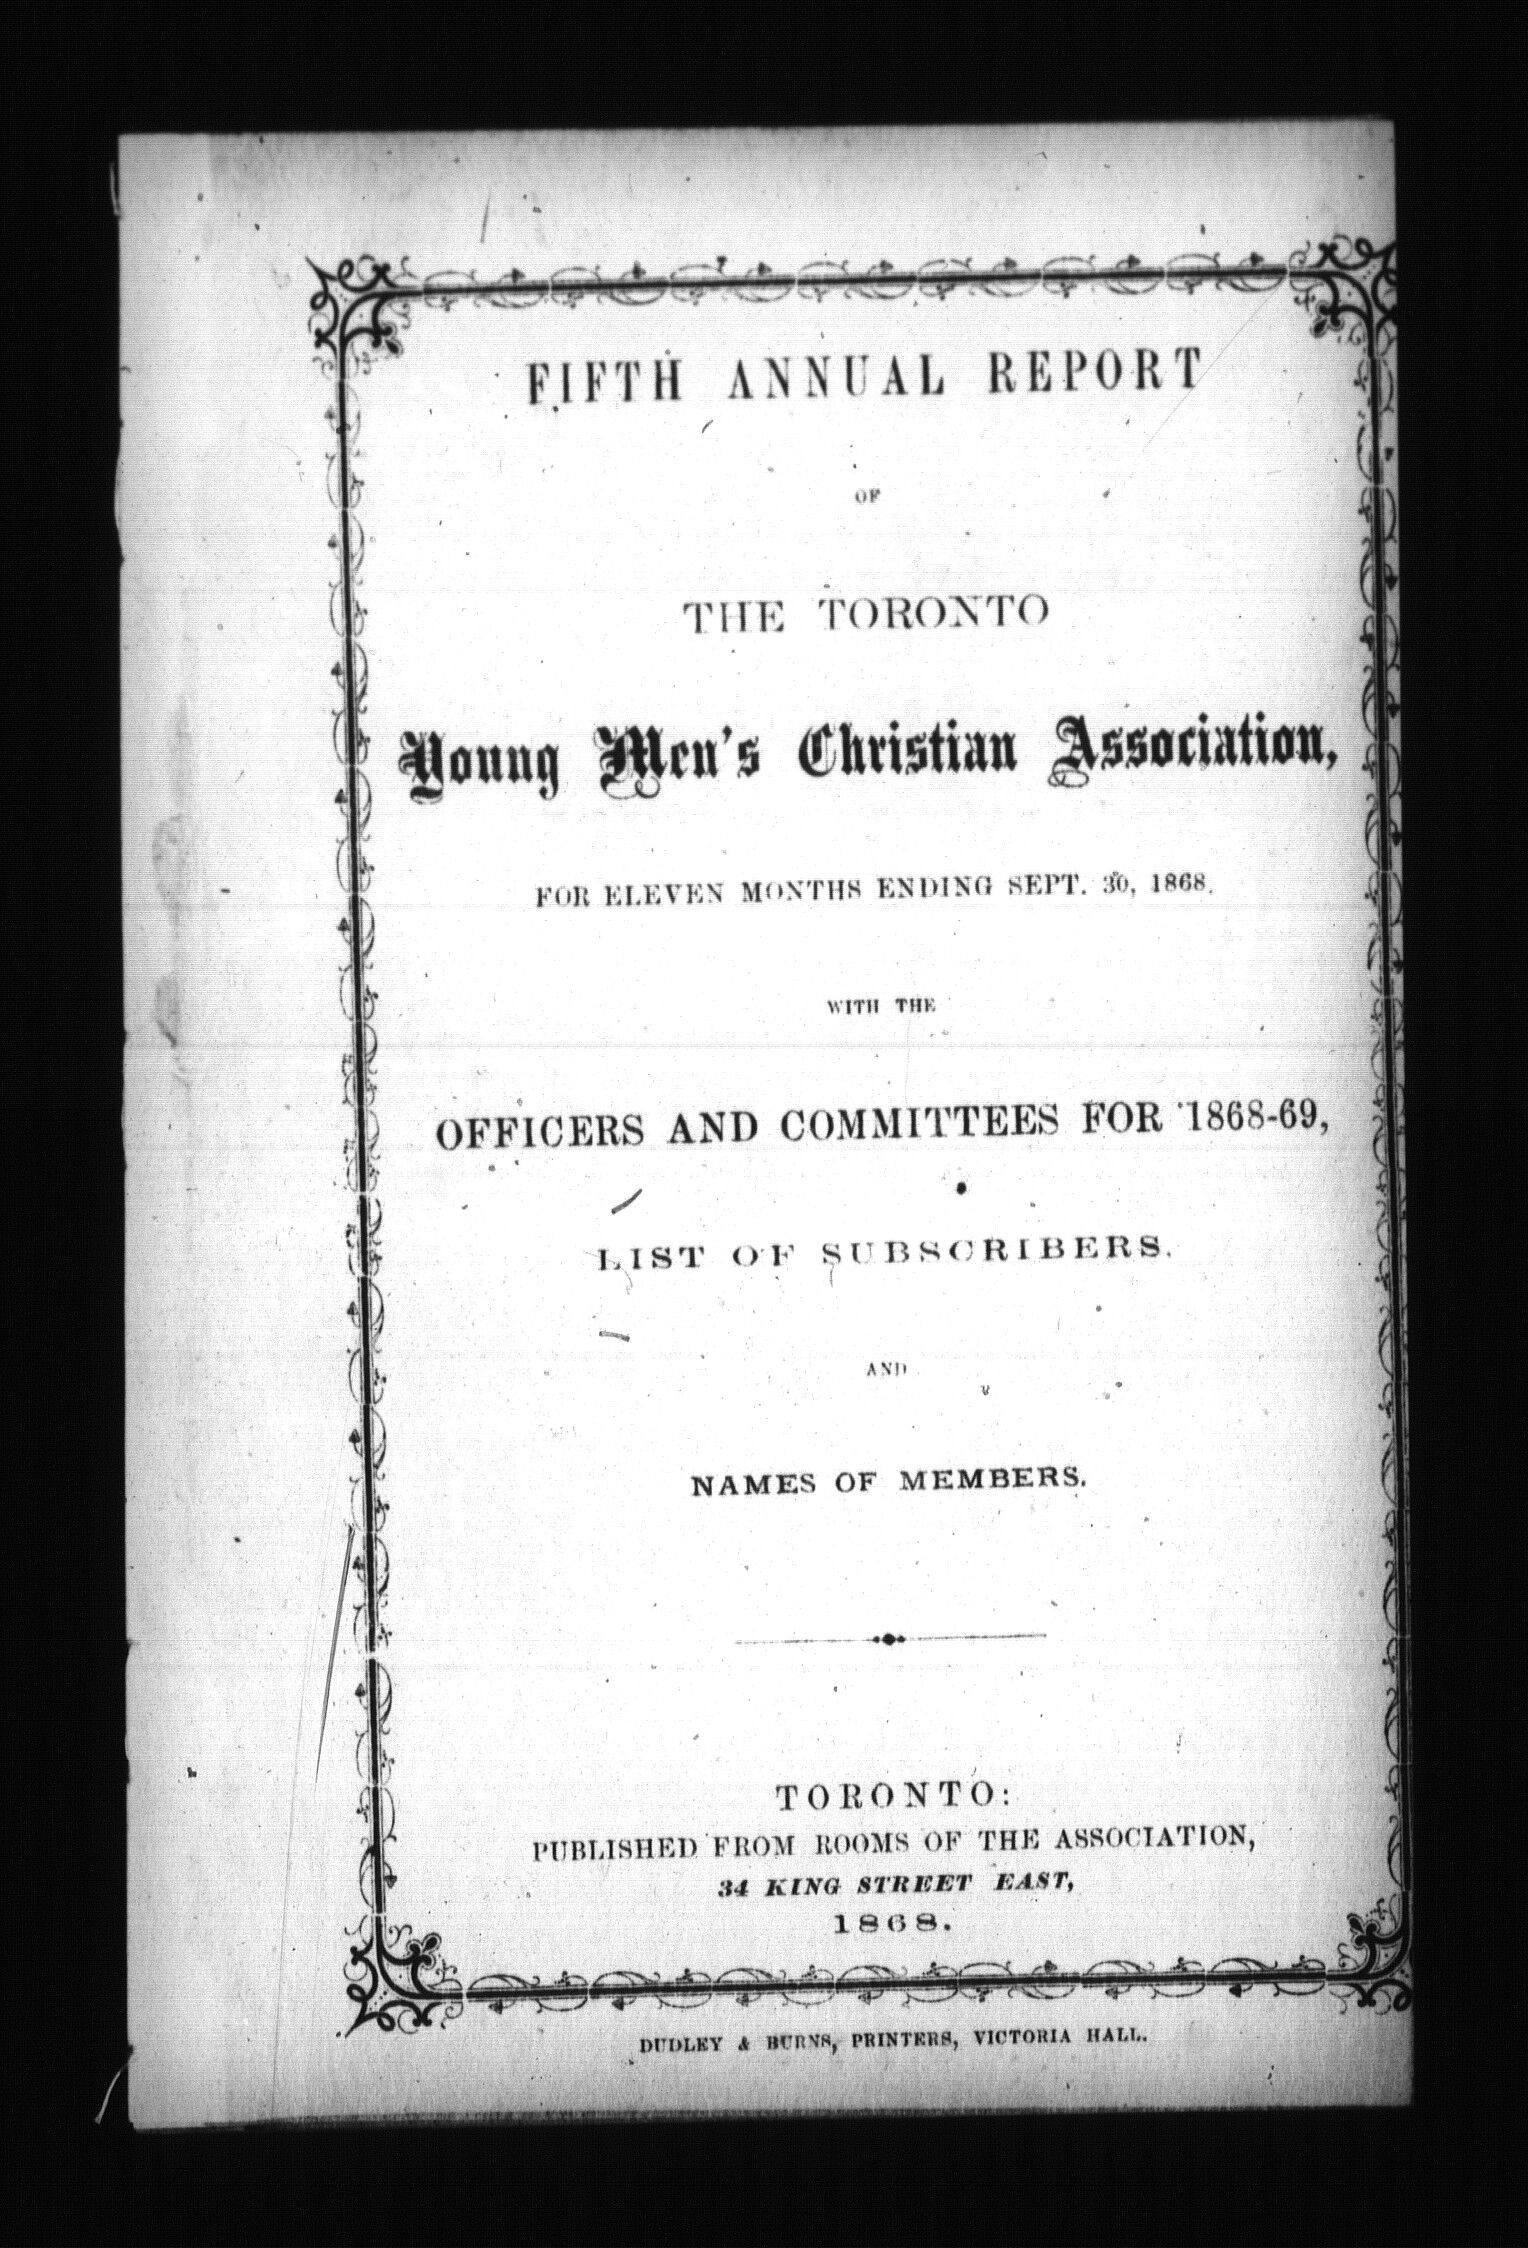 FIFTH ANNUAL REPORT
OF
THE TORONTO
Young Men's Christian Association,
FOR ELEVEN MONTHS ENDING SEPT. 30, 1868.
WITH THE
OFFICERS AND COMMITTEES FOR 1868-69,
LIST OF SUBSCRIBERS,
AND
NAMES OF MEMBERS.
TORONTO:
PUBLISHED FROM ROOMS OF THE ASSOCIATION,
34 KING STREET EAST,
1868.
DUDLEY & BURNS, PRINTERS, VICTORIA HALL.